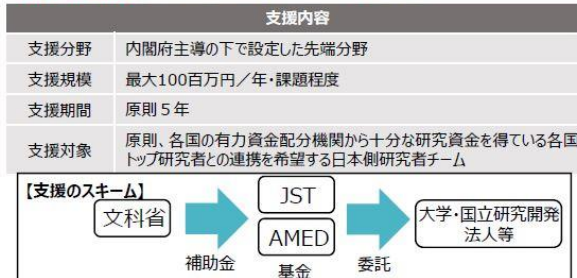 支援内容
支援分野 内閣府主導の下で設定した先端分野
支援規模 最大100百万円／年・課題程度
支援期間 原則５年
支援対象 原則、各国の有力資金配分機関から十分な研究資金を得ている各国
トップ研究者との連携を希望する日本側研究者チーム
【支援のスキーム】
文科省
補助金
JST
AMED
基金
委託
大学・国立研究開発
法人等